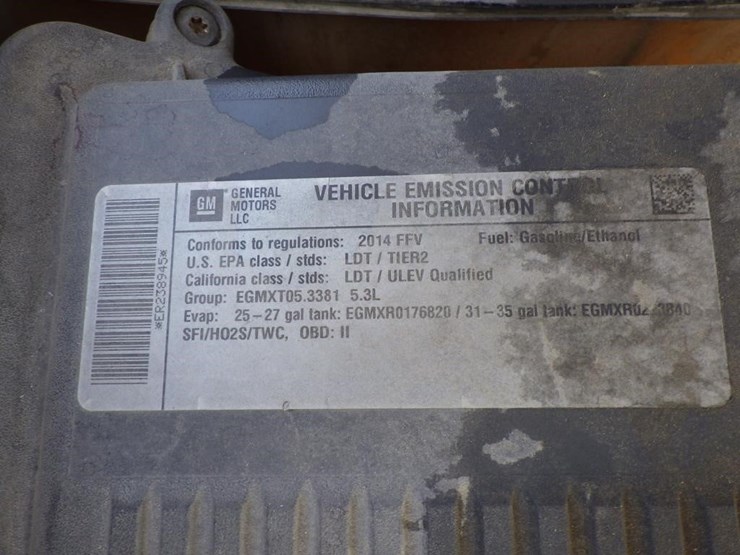 GM GENERAL MOTORS LLC
VEHICLE EMISSION CONTROL INFORMATION
Conforms to regulations: 2014 FFV Fuel: Gasoline/Ethanol
U.S. EPA class / stds: LDT / TIER2
California class / stds: LDT / ULEV Qualified
Group: EGMXT05.3381 5.3L
Evap: 25–27 gal tank: EGMXR0176820 / 31–35 gal tank:
SFI/HO2S/TWC, OBD: II
*ER238945*